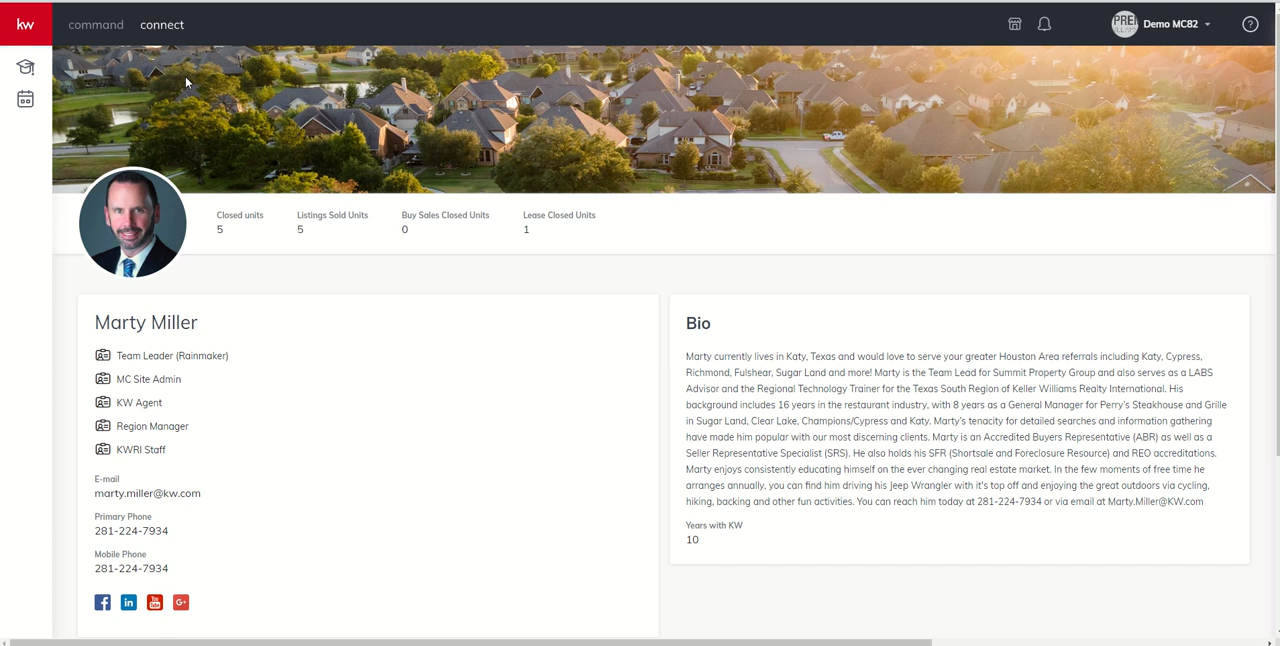 kw command connect Demo MC82
Closed units Listings Sold Units Buy Sales Closed Units Lease Closed Units
5 5 0 1
Marty Miller
Team Leader (Rainmaker)
MC Site Admin
KW Agent
Region Manager
KWRI Staff
E-mail
marty.miller@kw.com
Primary Phone
281-224-7934
Mobile Phone
281-224-7934
Bio
Marty currently lives in Katy, Texas and would love to serve your greater Houston Area referrals including Katy, Cypress,
Richmond, Fulshear, Sugar Land and more! Marty is the Team Lead for Summit Property Group and also serves as a LABS
Advisor and the Regional Technology Trainer for the Texas South Region of Keller Williams Realty International. His
background includes 16 years in the restaurant industry, with 8 years as a General Manager for Perry's Steakhouse and Grille
in Sugar Land, Clear Lake, Champions/Cypress and Katy. Marty's tenacity for detailed searches and information gathering
have made him popular with our most discerning clients. Marty is an Accredited Buyers Representative (ABR) as well as a
Seller Representative Specialist (SRS). He also holds his SFR (Shortsale and Foreclosure Resource) and REO accreditations.
Marty enjoys consistently educating himself on the ever changing real estate market. In the few moments of free time he
arranges annually, you can find him driving his Jeep Wrangler with it's top off and enjoying the great outdoors via cycling,
hiking, backing and other fun activities. You can reach him today at 281-224-7934 or via email at Marty.Miller@KW.com
Years with KW
10